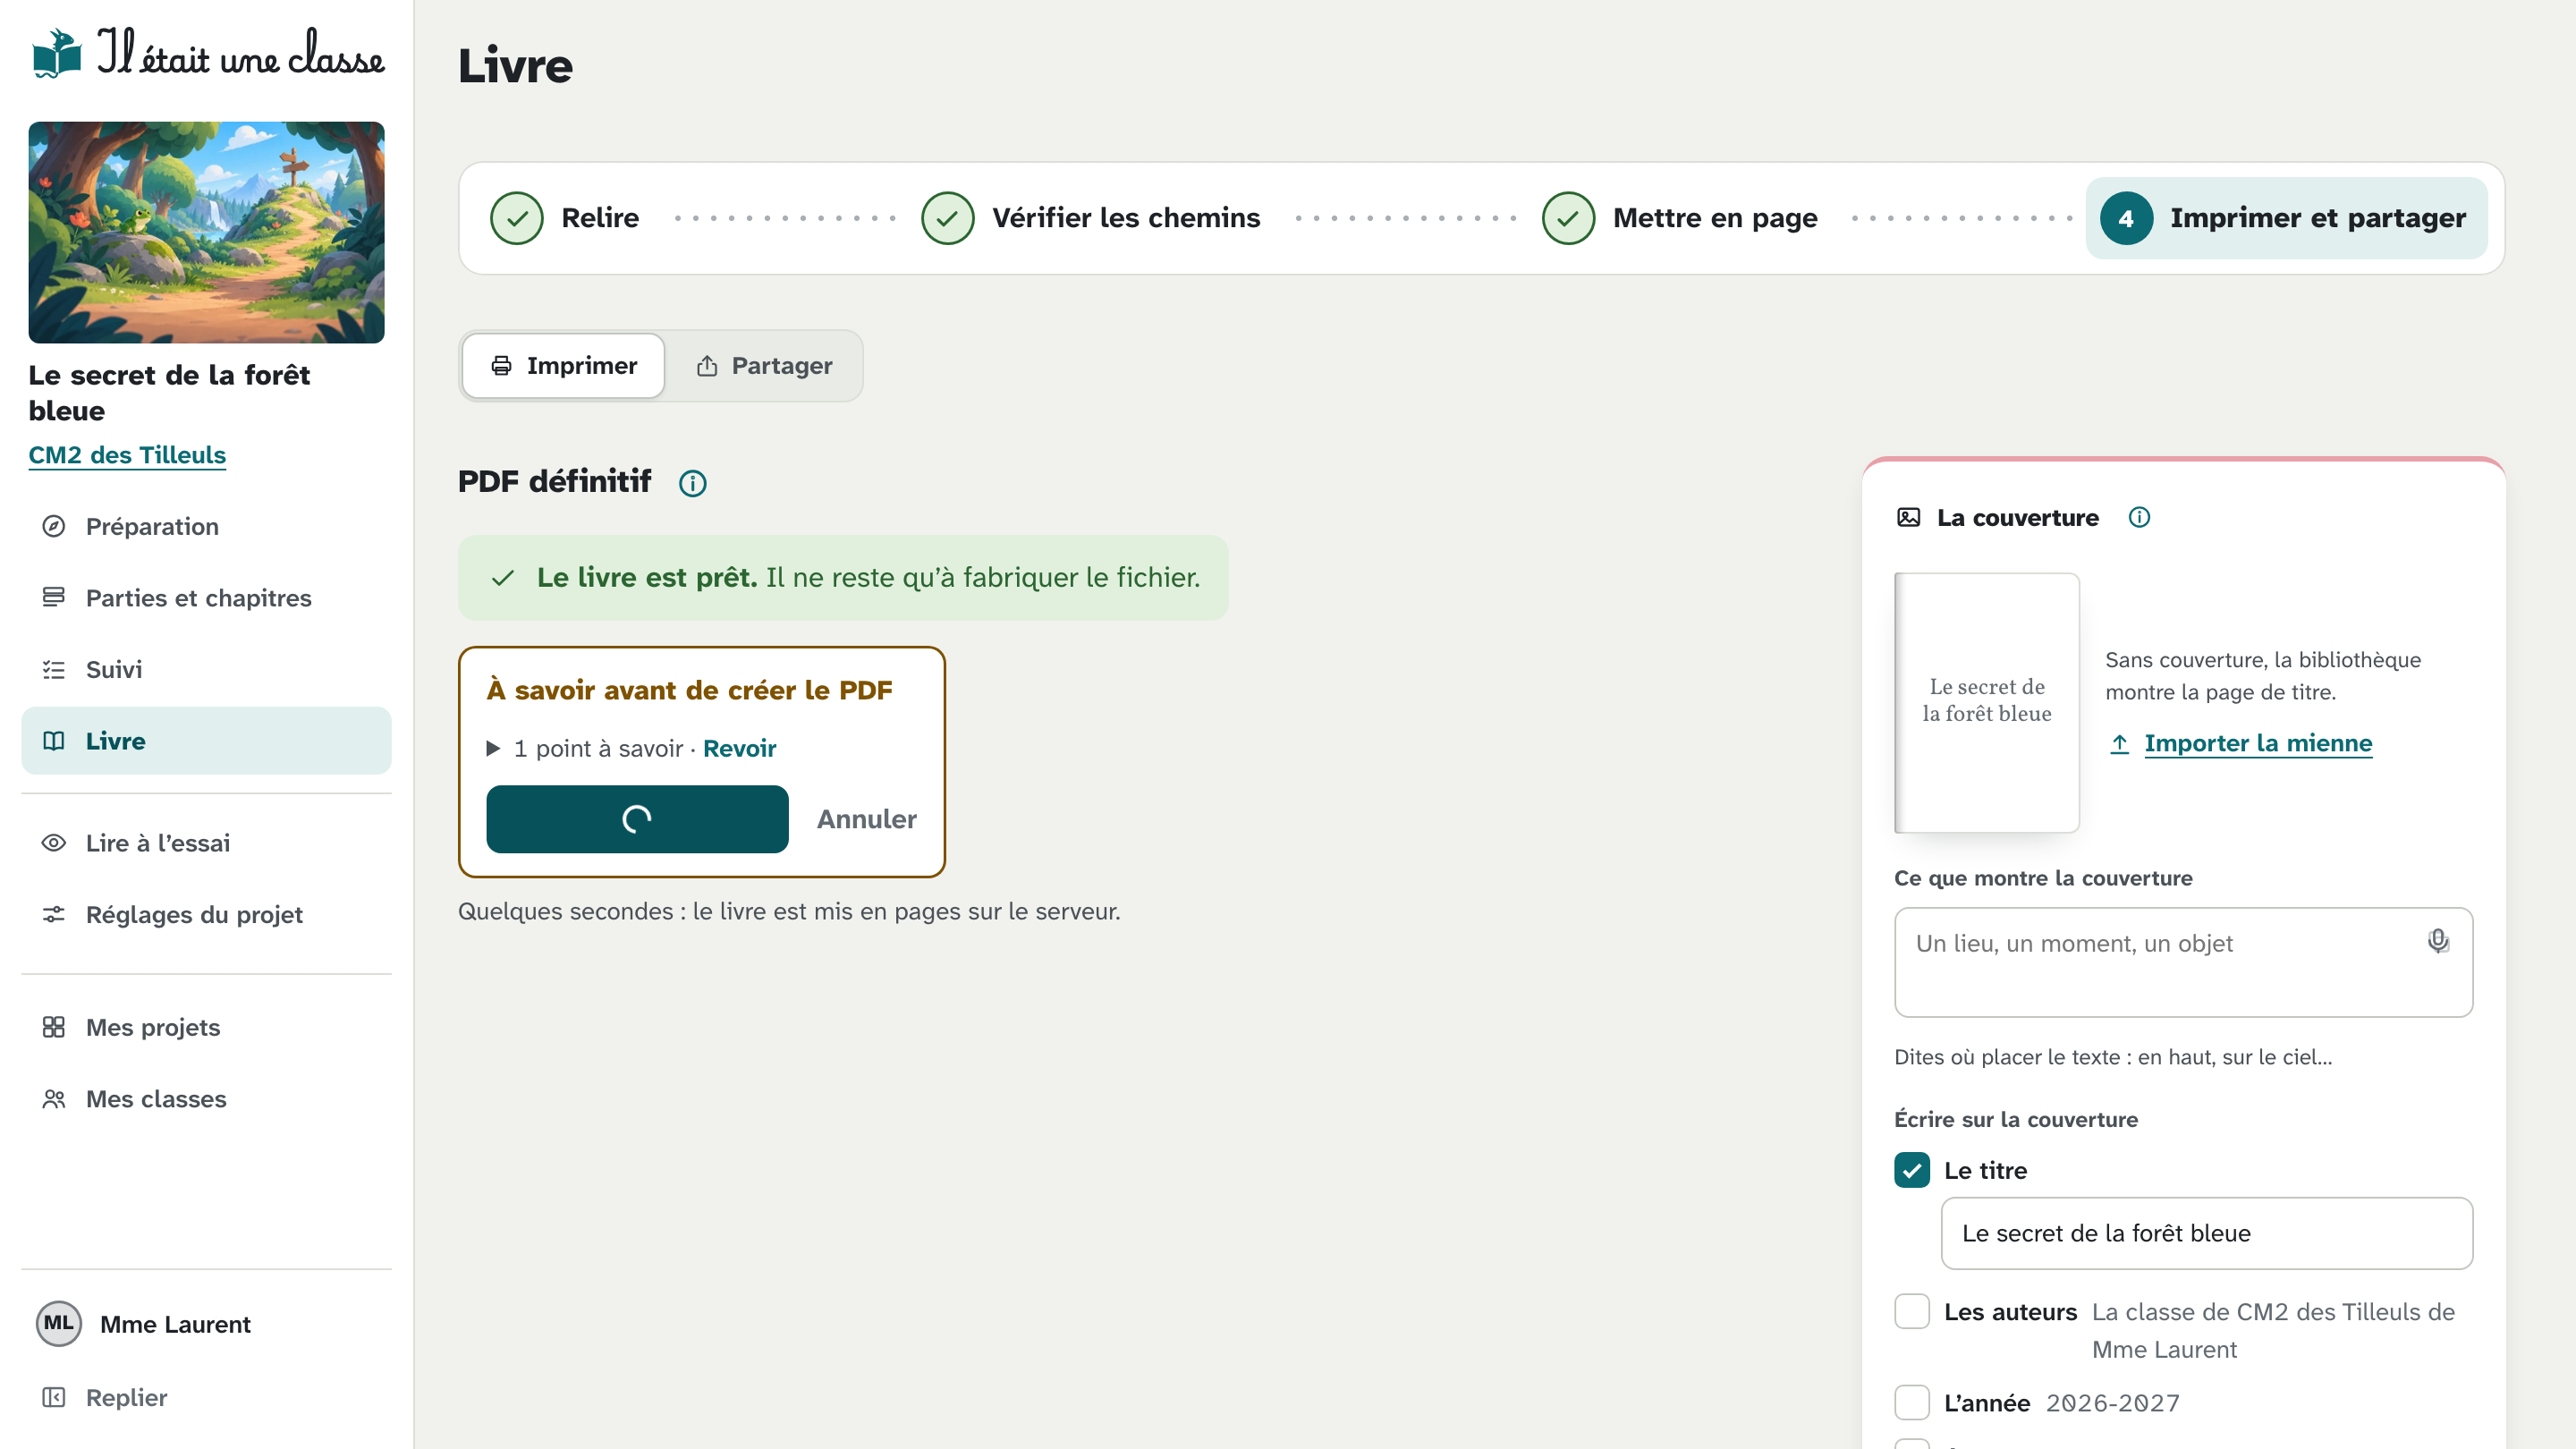 Il était une classe
Le secret de la forêt
bleue
CM2 des Tilleuls
Préparation
Parties et chapitres
Suivi
Livre
Lire à l’essai
Réglages du projet
Mes projets
Mes classes
ML
Mme Laurent
Replier
Livre
Relire
Vérifier les chemins
Mettre en page
4
Imprimer et partager
Imprimer
Partager
PDF définitif
Le livre est prêt. Il ne reste qu’à fabriquer le fichier.
À savoir avant de créer le PDF
1 point à savoir · Revoir
Annuler
Quelques secondes : le livre est mis en pages sur le serveur.
La couverture
Le secret de
la forêt bleue
Sans couverture, la bibliothèque
montre la page de titre.
Importer la mienne
Ce que montre la couverture
Un lieu, un moment, un objet
Dites où placer le texte : en haut, sur le ciel…
Écrire sur la couverture
Le titre
Le secret de la forêt bleue
Les auteurs La classe de CM2 des Tilleuls de
Mme Laurent
L’année 2026-2027